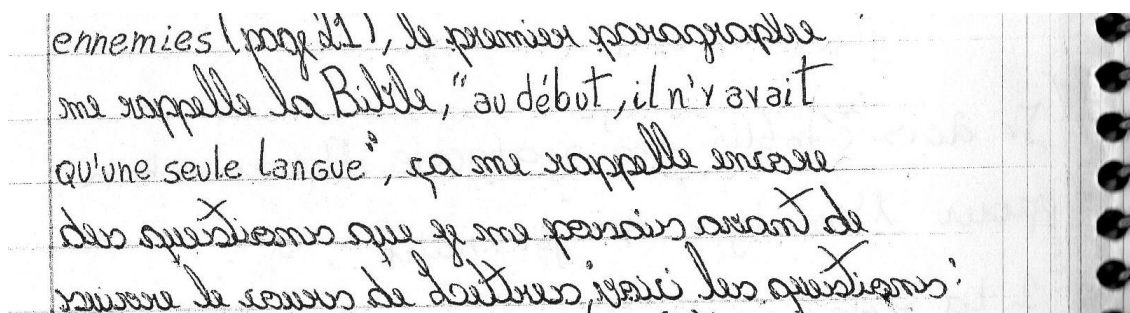 ennemies (page 21), le premier paragraphe
me rappelle la Bible, "au début, il n'y avait
qu'une seule langue", ça me rappelle encore
des questions que je me posais avant de
suivre le cours de Lettres, voici les questions: